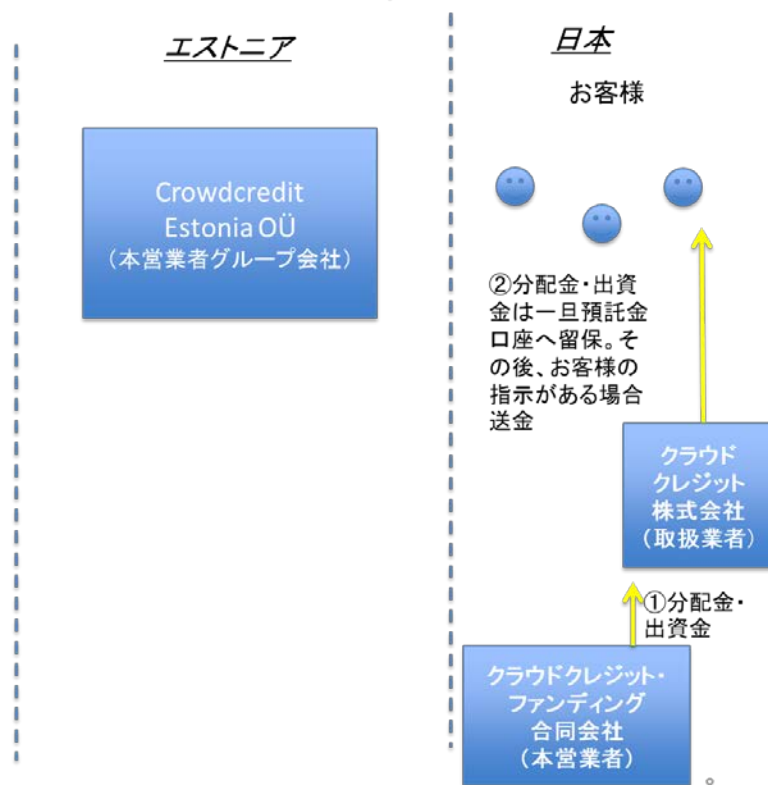 エストニア
Crowdcredit
Estonia OÜ
（本営業者グループ会社）
日本
お客様
②分配金・出資
金は一旦預託金
口座へ留保。そ
の後、お客様の
指示がある場合
送金
クラウド
クレジット
株式会社
（取扱業者）
①分配金・
出資金
クラウドクレジット・
ファンディング
合同会社
（本営業者）
。